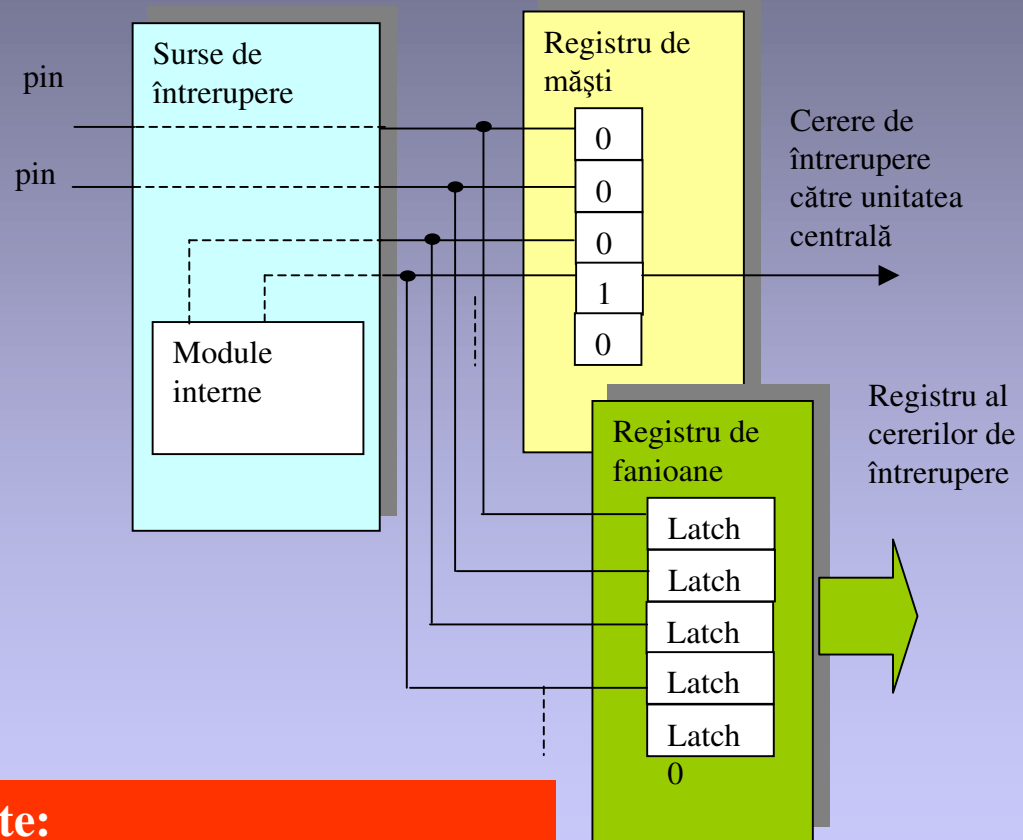 pin
pin
Surse de
întrerupere
Module
interne
Registru de
măşti
0
0
0
1
0
Cerere de
întrerupere
către unitatea
centrală
Registru de
fanioane
Latch
Latch
Latch
Latch
Latch
0
Registru al
cererilor de
întrerupere
te: